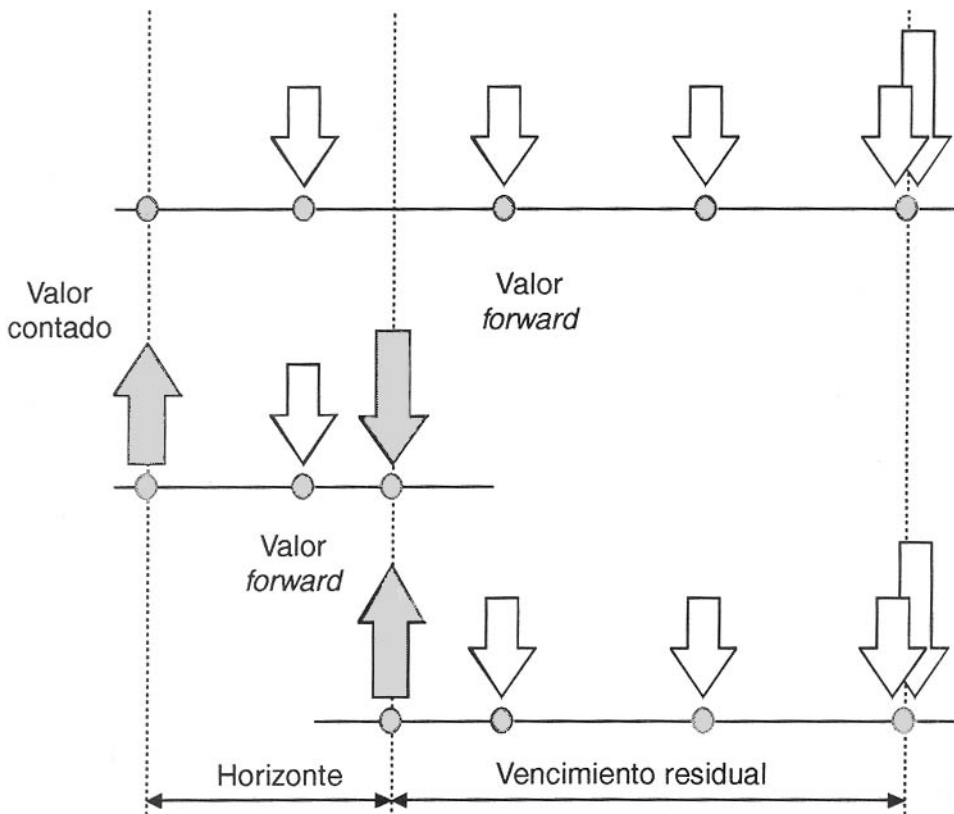 Valor
contado
Valor
forward
Valor
forward
Horizonte
Vencimiento residual